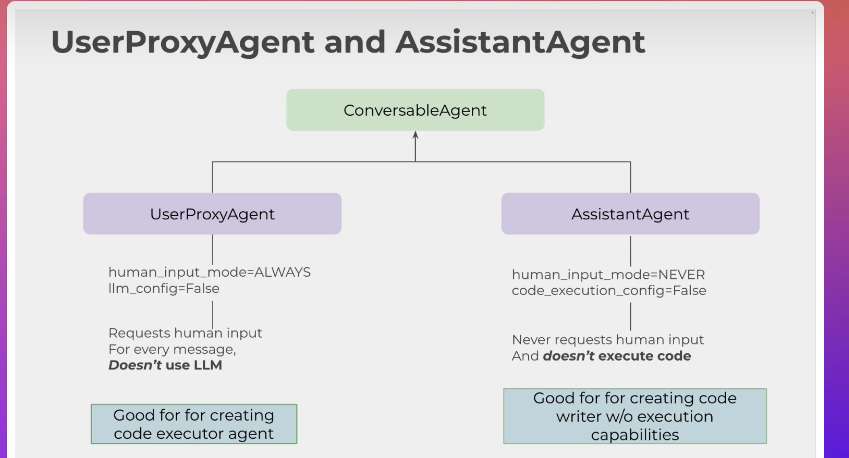 UserProxyAgent and AssistantAgent
ConversableAgent
UserProxyAgent
AssistantAgent
human_input_mode=ALWAYS
llm_config=False
human_input_mode=NEVER
code_execution_config=False
Requests human input
For every message,
Doesn't use LLM
Never requests human input
And doesn't execute code
Good for for creating
code executor agent
Good for for creating code
writer w/o execution
capabilities